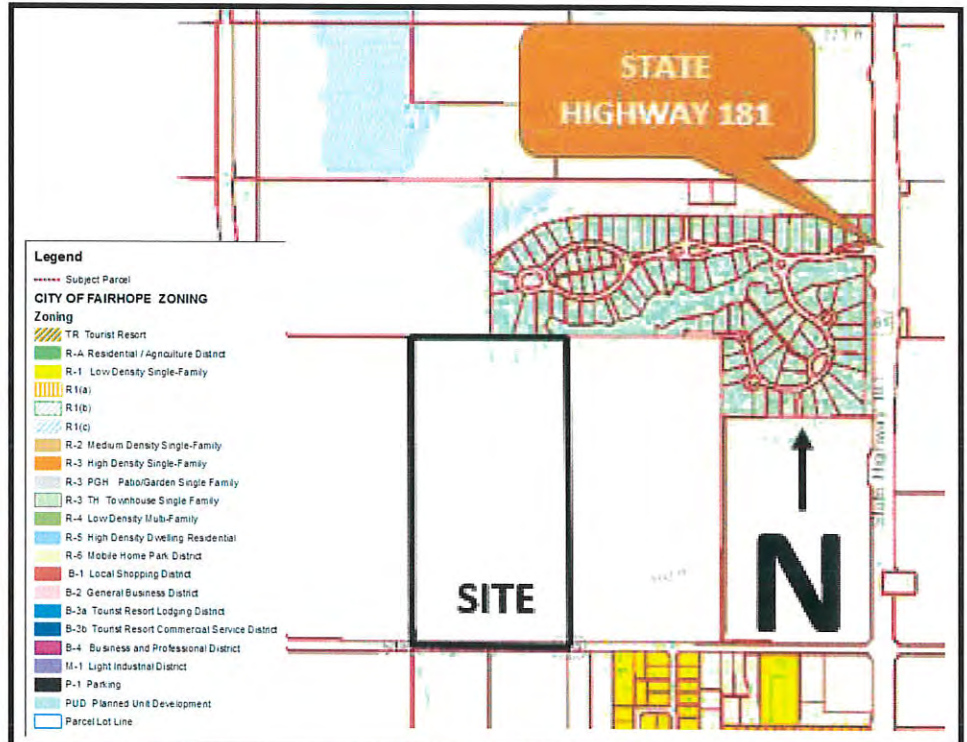 STATE
HIGHWAY 181
Legend
Subject Parcel
CITY OF FAIRHOPE ZONING
Zoning
TR Tourist Resort
R-A Residential / Agriculture District
R-1 Low Density Single-Family
R1(a)
R1(b)
R1(c)
R-2 Medium Density Single-Family
R-3 High Density Single-Family
R-3 PGH Patio/Garden Single Family
R-3 TH Townhouse Single Family
R-4 Low Density Multi-Family
R-5 High Density Dwelling Residential
R-6 Mobile Home Park District
B-1 Local Shopping District
B-2 General Business District
B-3a Tourist Resort Lodging District
B-3b Tourist Resort Commercial Service District
B-4 Business and Professional District
M-1 Light Industrial District
P-1 Parking
PUD Planned Unit Development
Parcel Lot Line
SITE
N
State Highway 181